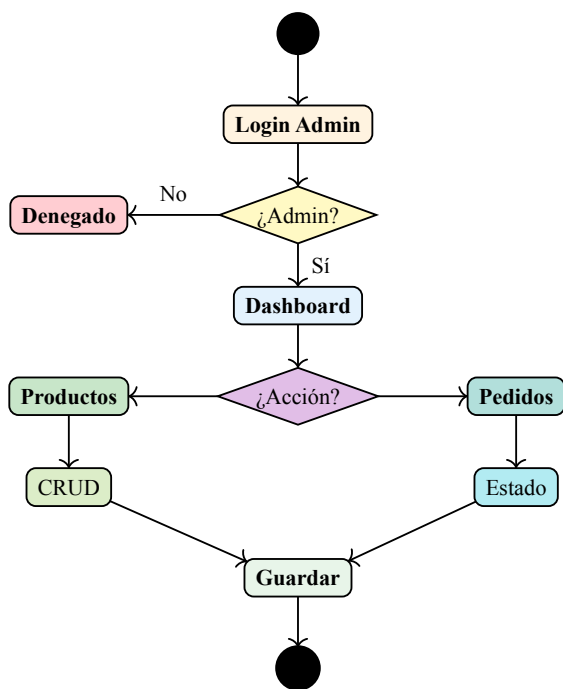 Login Admin
¿Admin?
No
Denegado
Sí
Dashboard
¿Acción?
Productos
Pedidos
CRUD
Estado
Guardar